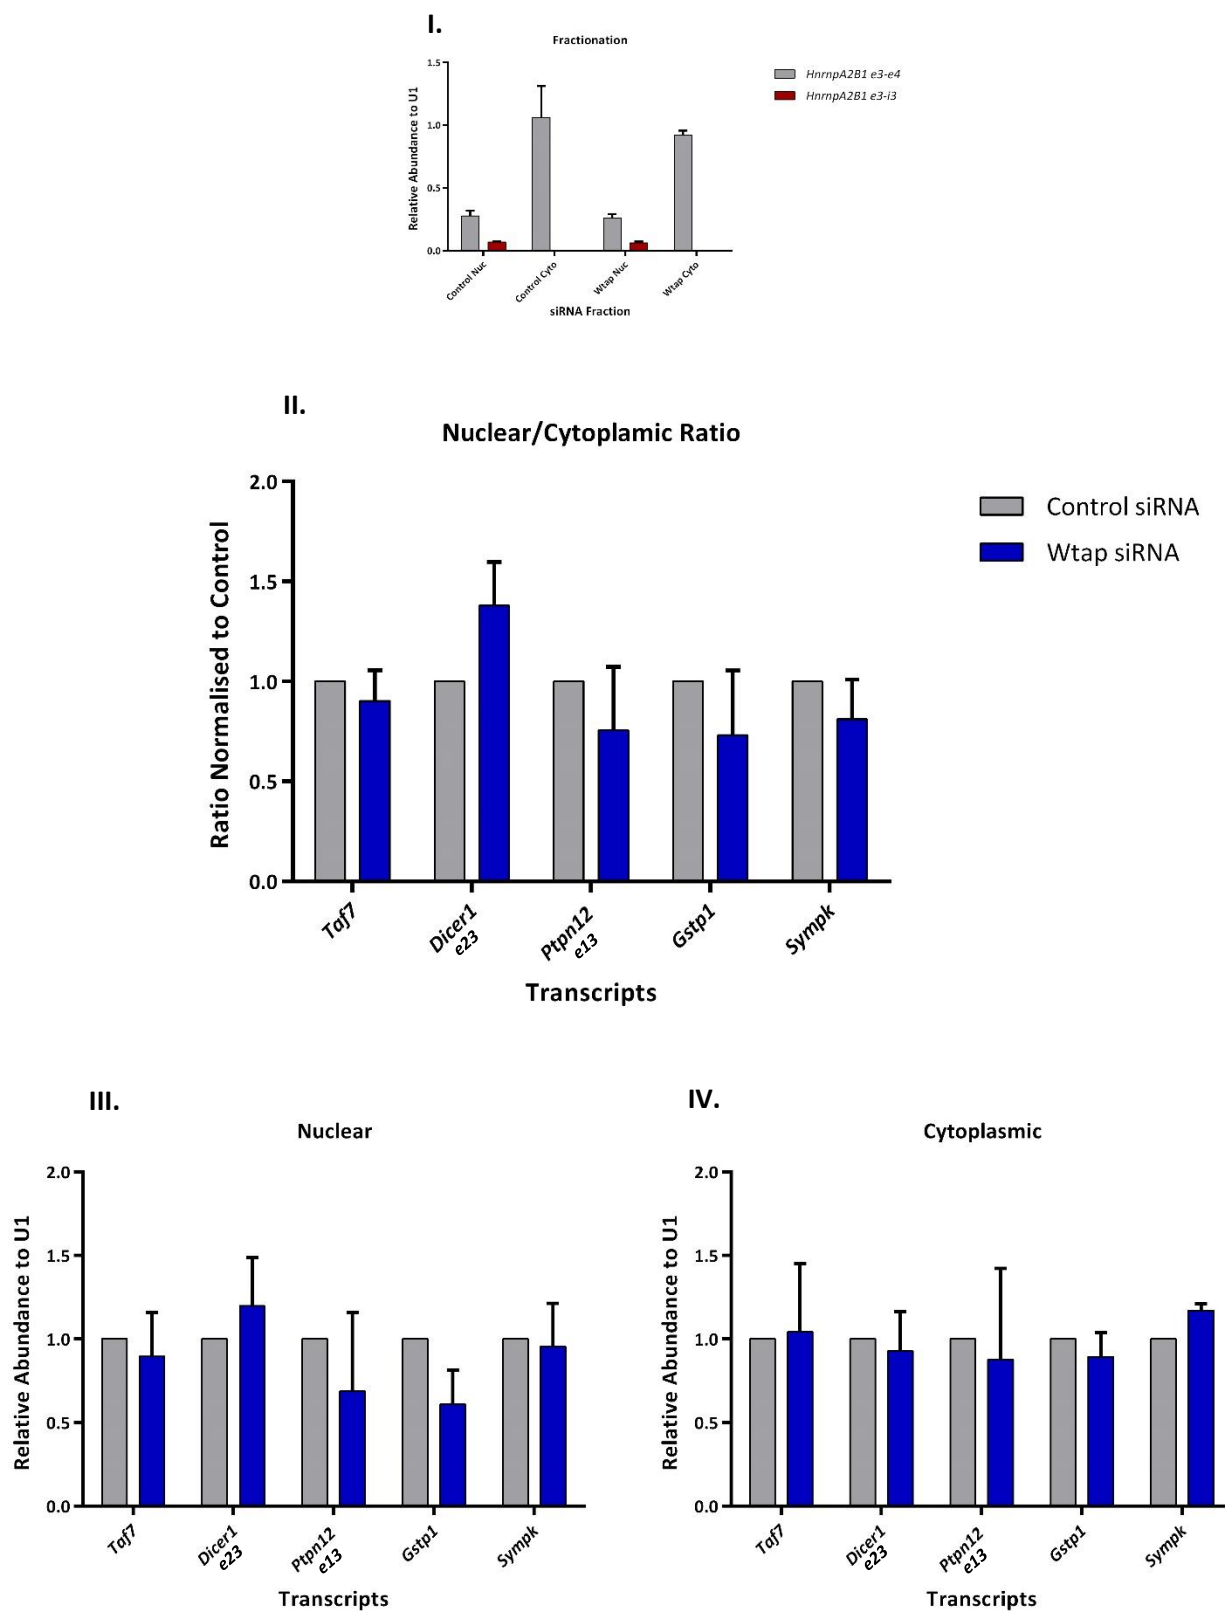 I.
Fractionation
Relative Abundance to U1
1.5
1.0
0.5
0.0
Control Nuc
Control Cyto
Wtap Nuc
Wtap Cyto
siRNA Fraction
HnrnpA2B1 e3-e4
HnrnpA2B1 e3-i3
II.
Nuclear/Cytoplamic Ratio
Ratio Normalised to Control
2.0
1.5
1.0
0.5
0.0
Taf7
Dicer1
e23
Ptpn12
e13
Gstp1
Sympk
Transcripts
Control siRNA
Wtap siRNA
III.
Nuclear
Relative Abundance to U1
2.0
1.5
1.0
0.5
0.0
Taf7
Dicer1
e23
Ptpn12
e13
Gstp1
Sympk
Transcripts
IV.
Cytoplasmic
Relative Abundance to U1
2.0
1.5
1.0
0.5
0.0
Taf7
Dicer1
e23
Ptpn12
e13
Gstp1
Sympk
Transcripts